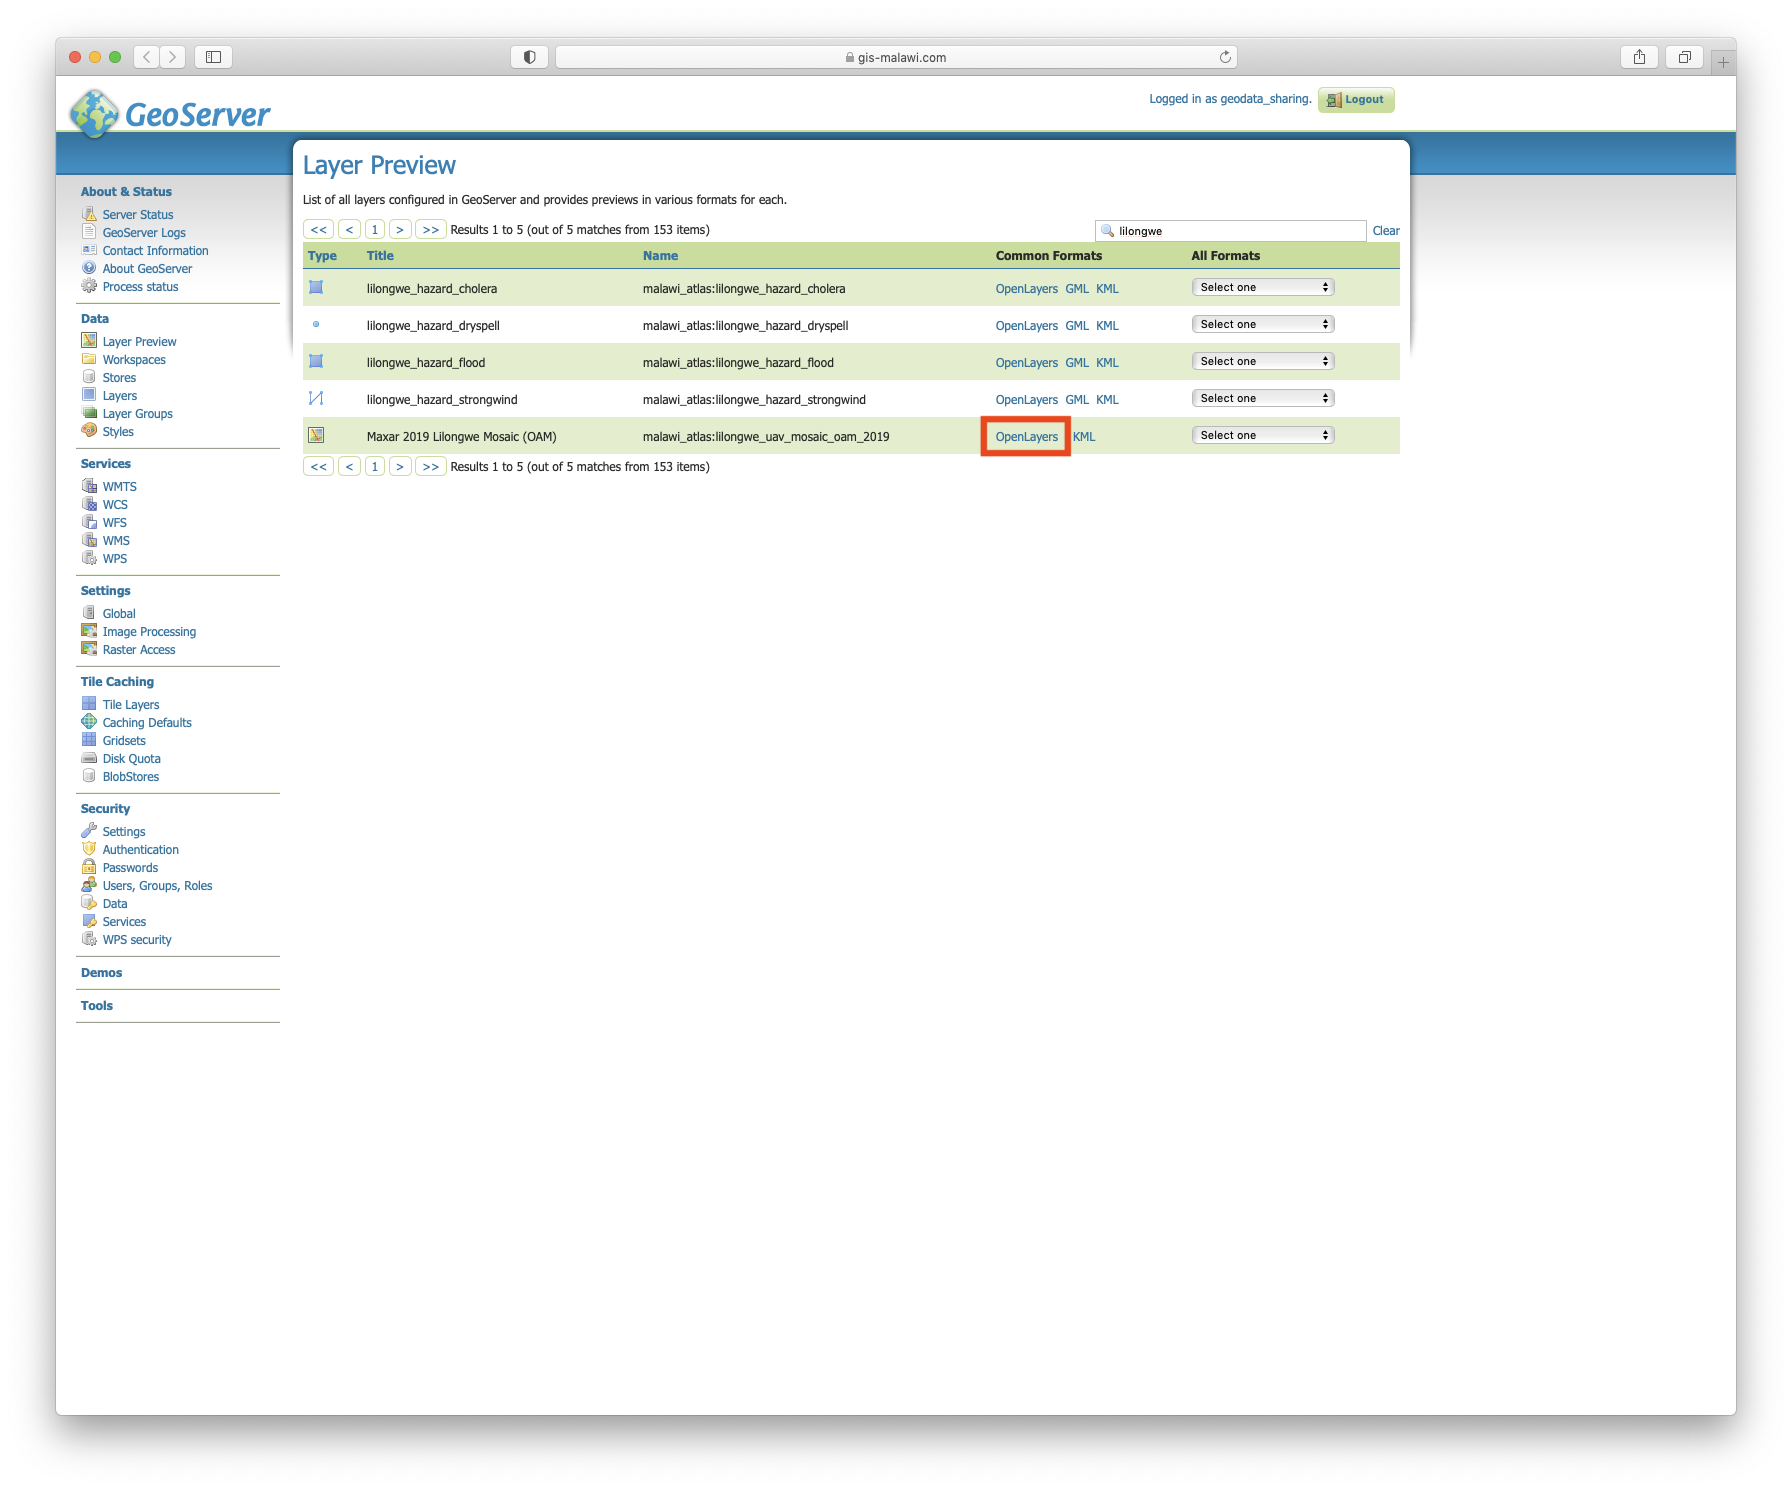 gis-malawi.com
GeoServer
Logged in as geodata_sharing. Logout
Layer Preview
List of all layers configured in GeoServer and provides previews in various formats for each.
<< < 1 > >> Results 1 to 5 (out of 5 matches from 153 items) lilongwe Clear
Type Title Name Common Formats All Formats
lilongwe_hazard_cholera malawi_atlas:lilongwe_hazard_cholera OpenLayers GML KML Select one
lilongwe_hazard_dryspell malawi_atlas:lilongwe_hazard_dryspell OpenLayers GML KML Select one
lilongwe_hazard_flood malawi_atlas:lilongwe_hazard_flood OpenLayers GML KML Select one
lilongwe_hazard_strongwind malawi_atlas:lilongwe_hazard_strongwind OpenLayers GML KML Select one
Maxar 2019 Lilongwe Mosaic (OAM) malawi_atlas:lilongwe_uav_mosaic_oam_2019 OpenLayers KML Select one
<< < 1 > >> Results 1 to 5 (out of 5 matches from 153 items)
About & Status
Server Status
GeoServer Logs
Contact Information
About GeoServer
Process status
Data
Layer Preview
Workspaces
Stores
Layers
Layer Groups
Styles
Services
WMTS
WCS
WFS
WMS
WPS
Settings
Global
Image Processing
Raster Access
Tile Caching
Tile Layers
Caching Defaults
Gridsets
Disk Quota
BlobStores
Security
Settings
Authentication
Passwords
Users, Groups, Roles
Data
Services
WPS security
Demos
Tools